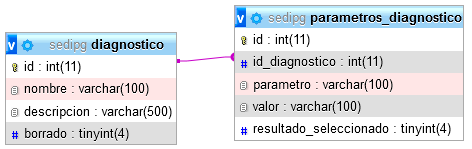 v sedipg diagnostico
id : int(11)
nombre : varchar(100)
descripcion : varchar(500)
# borrado : tinyint(4)
v sedipg parametros_diagnostico
id : int(11)
# id_diagnostico : int(11)
parametro : varchar(100)
valor : varchar(100)
# resultado_seleccionado : tinyint(4)